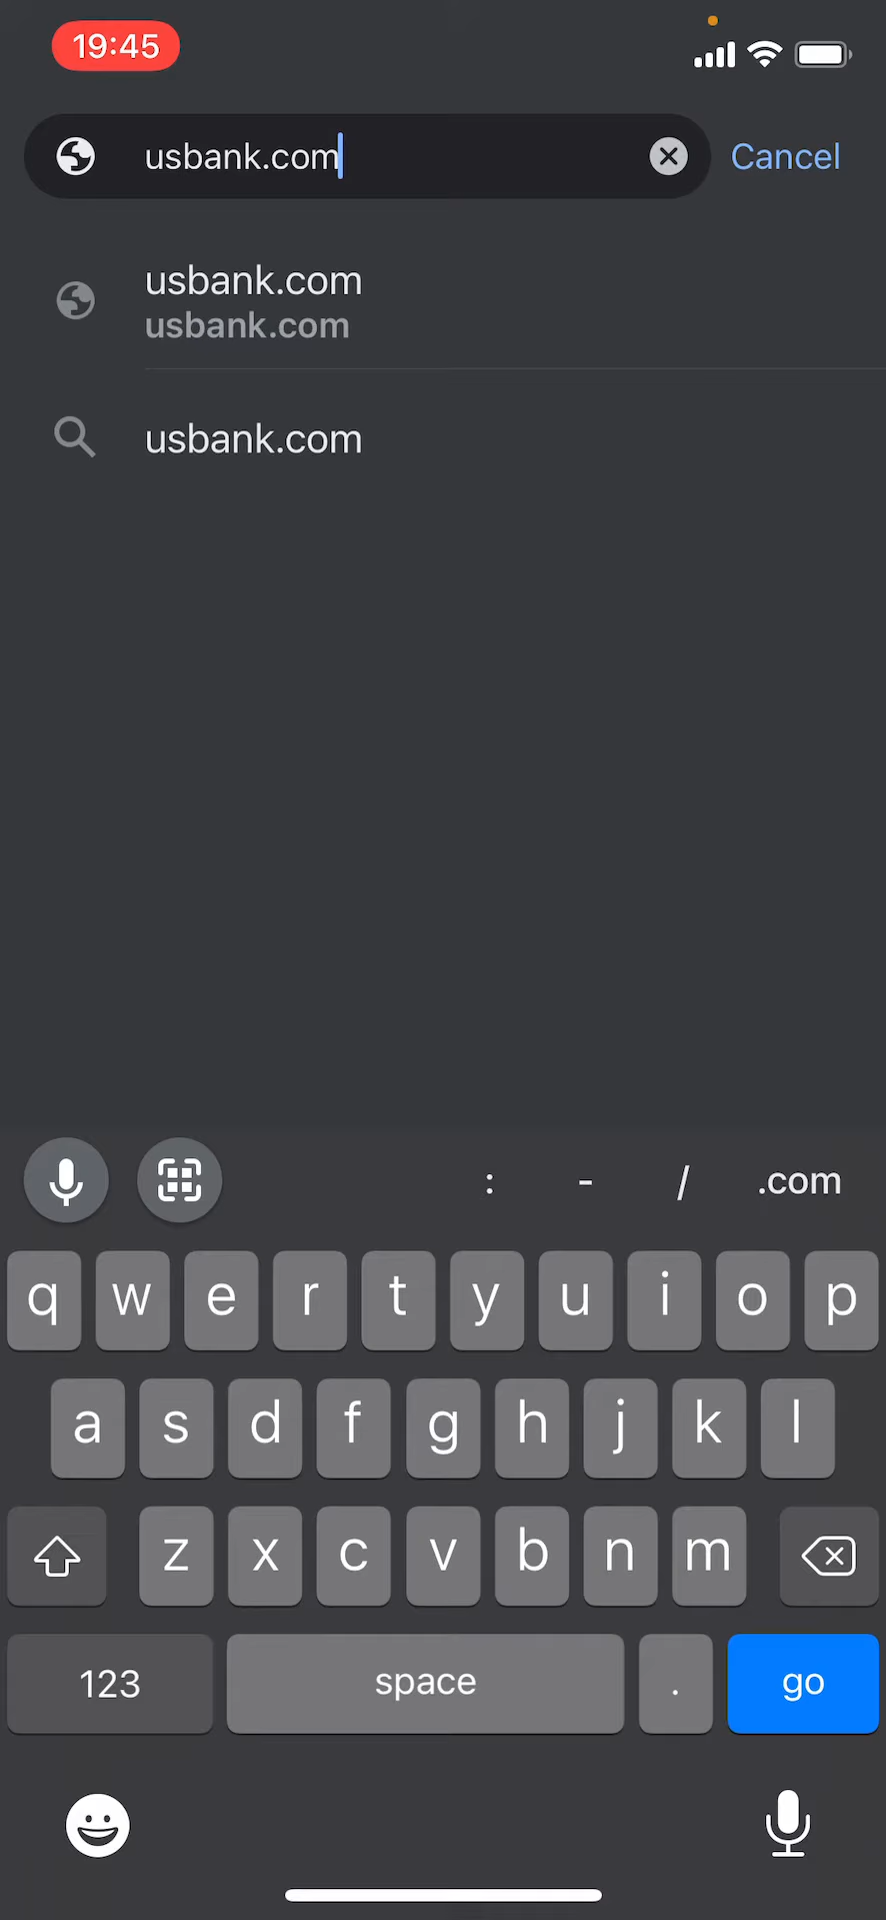 19:45
usbank.com
Cancel
usbank.com
usbank.com
usbank.com
: - / .com
q w e r t y u i o p
a s d f g h j k l
z x c v b n m
123 space . go